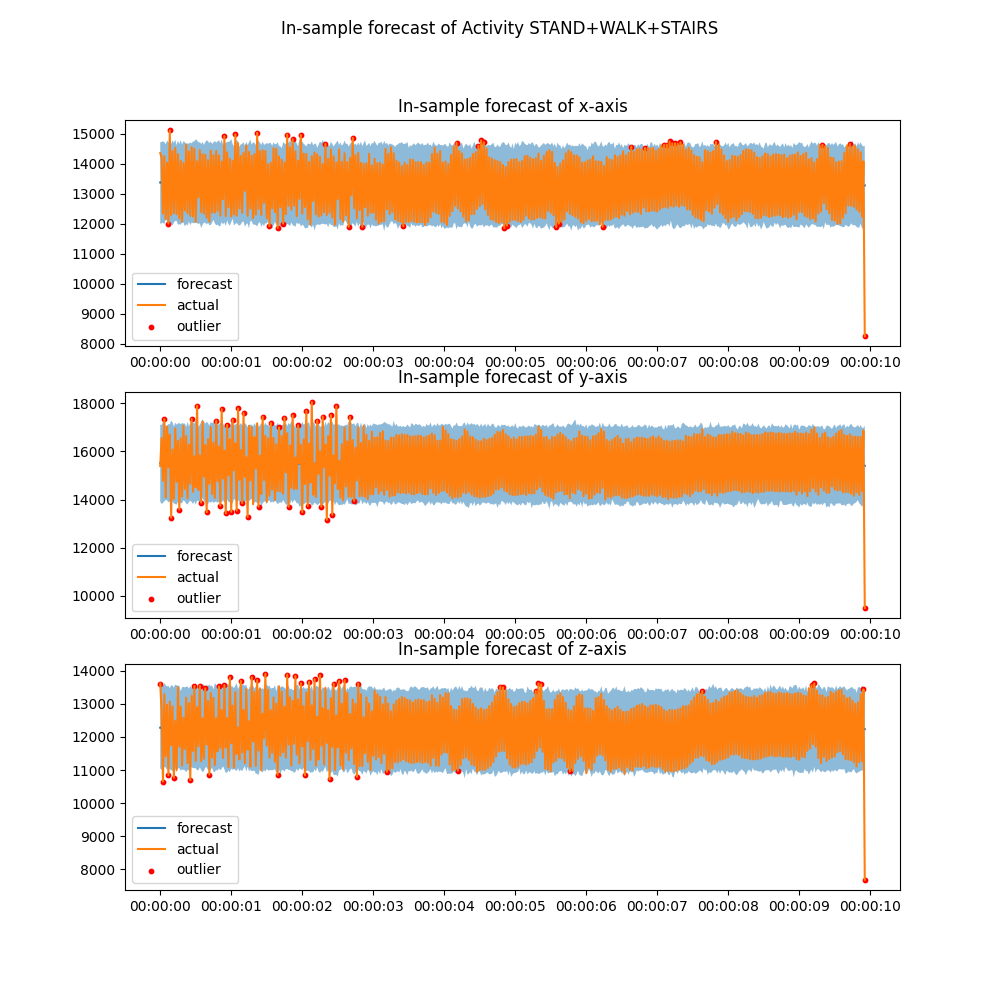 In-sample forecast of Activity STAND+WALK+STAIRS
In-sample forecast of x-axis
15000
14000
13000
12000
11000
10000
9000
8000
forecast
actual
outlier
00:00:00 00:00:01 00:00:02 00:00:03 00:00:04 00:00:05 00:00:06 00:00:07 00:00:08 00:00:09 00:00:10
In-sample forecast of y-axis
18000
16000
14000
12000
10000
forecast
actual
outlier
00:00:00 00:00:01 00:00:02 00:00:03 00:00:04 00:00:05 00:00:06 00:00:07 00:00:08 00:00:09 00:00:10
In-sample forecast of z-axis
14000
13000
12000
11000
10000
9000
8000
forecast
actual
outlier
00:00:00 00:00:01 00:00:02 00:00:03 00:00:04 00:00:05 00:00:06 00:00:07 00:00:08 00:00:09 00:00:10